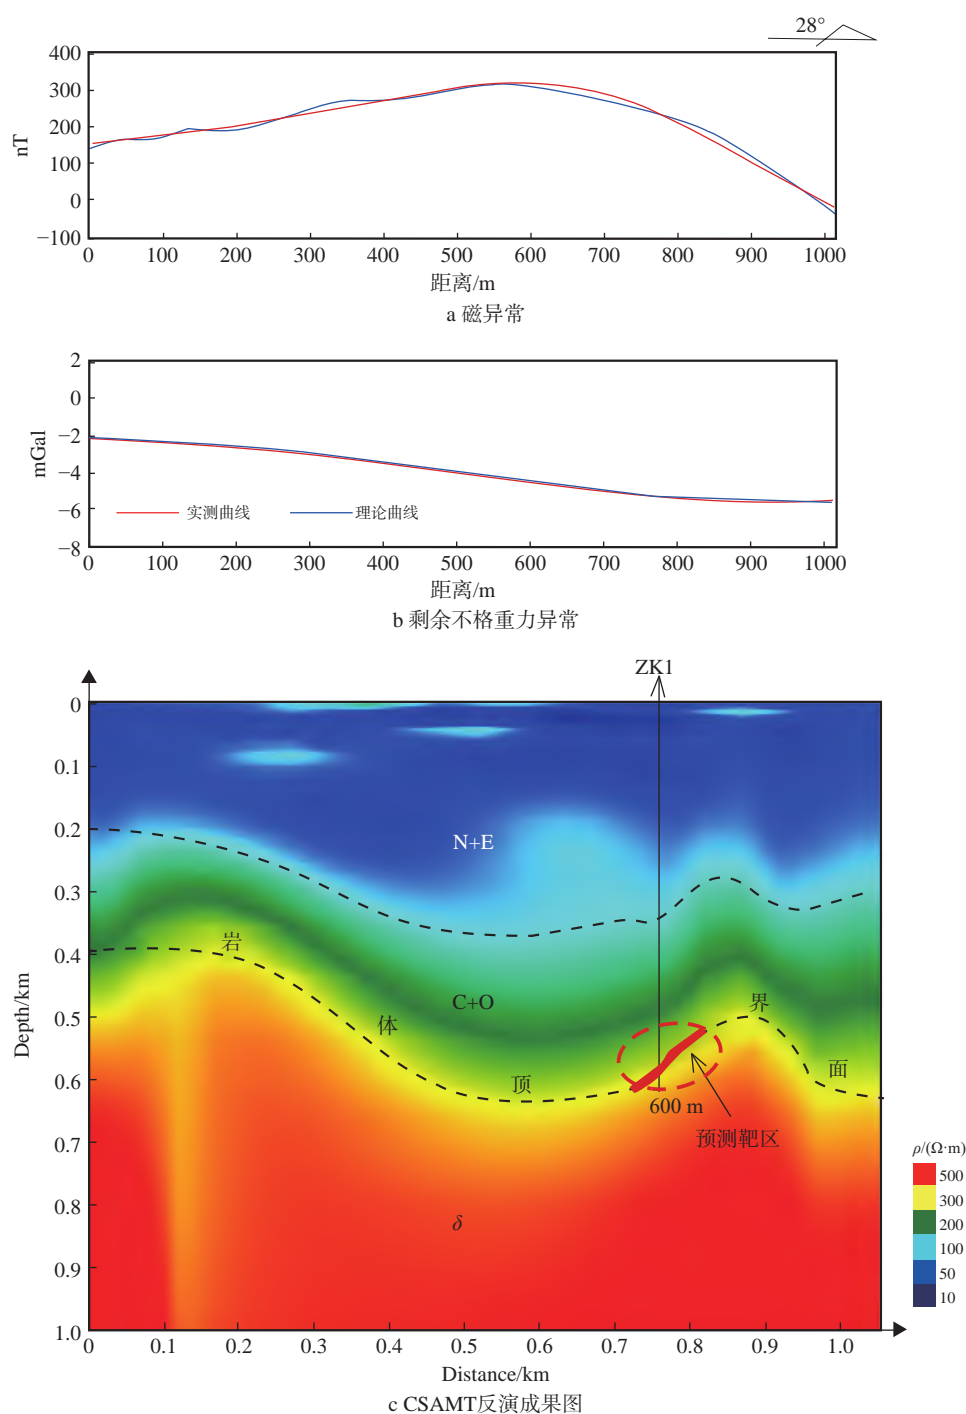 28°
400
300
200
100
0
−100
nT
0 100 200 300 400 500 600 700 800 900 1000
距离/m
a 磁异常
2
0
−2
−4
−6
−8
mGal
实测曲线 理论曲线
0 100 200 300 400 500 600 700 800 900 1000
距离/m
b 剩余不格重力异常
ZK1
0
0.1
0.2
0.3
0.4
0.5
0.6
0.7
0.8
0.9
1.0
Depth/km
N+E
岩
C+O
体
界
顶
面
600 m
预测靶区
δ
ρ/(Ω·m)
500
300
200
100
50
10
0 0.1 0.2 0.3 0.4 0.5 0.6 0.7 0.8 0.9 1.0
Distance/km
c CSAMT反演成果图